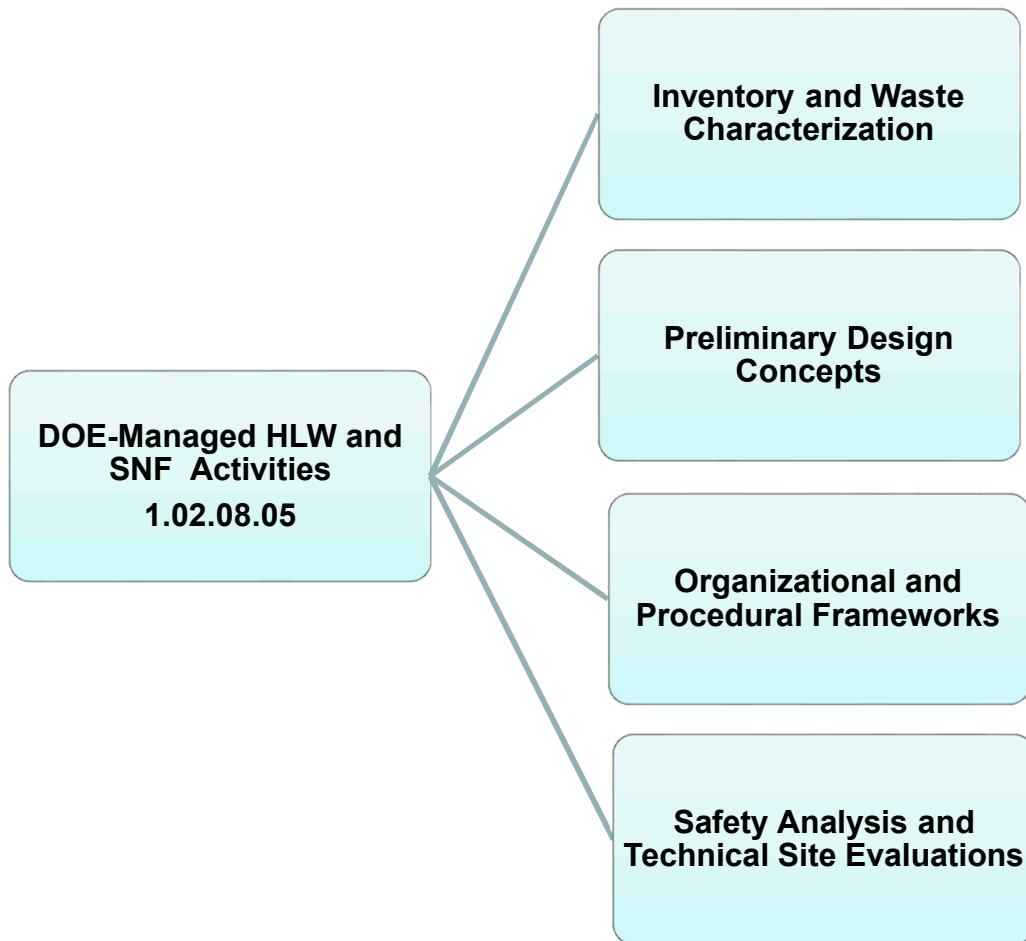 Inventory and Waste
Characterization
Preliminary Design
Concepts
DOE-Managed HLW and
SNF  Activities
1.02.08.05
Organizational and
Procedural Frameworks
Safety Analysis and
Technical Site Evaluations